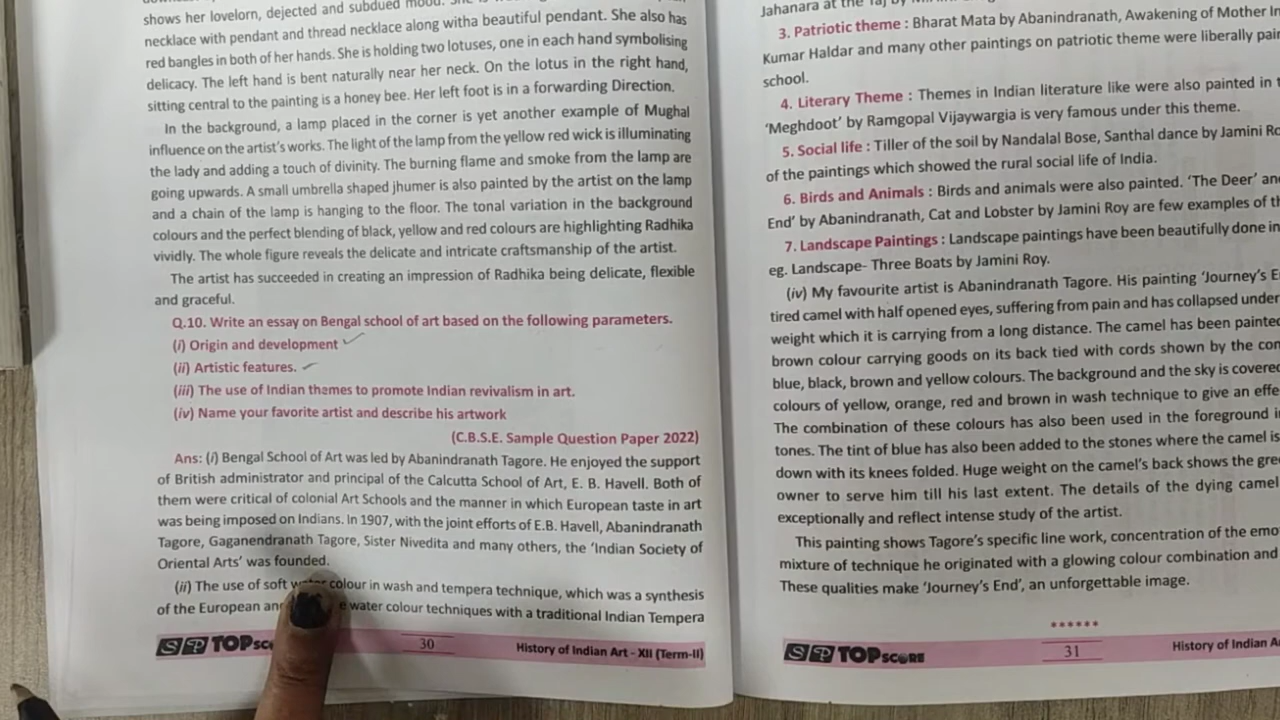 shows her lovelorn, dejected and subdued mood.
necklace with pendant and thread necklace along witha beautiful pendant. She also has
red bangles in both of her hands. She is holding two lotuses, one in each hand symbolising
delicacy. The left hand is bent naturally near her neck. On the lotus in the right hand,
sitting central to the painting is a honey bee. Her left foot is in a forwarding Direction.
In the background, a lamp placed in the corner is yet another example of Mughal
influence on the artist's works. The light of the lamp from the yellow red wick is illuminating
the lady and adding a touch of divinity. The burning flame and smoke from the lamp are
going upwards. A small umbrella shaped jhumer is also painted by the artist on the lamp
and a chain of the lamp is hanging to the floor. The tonal variation in the background
colours and the perfect blending of black, yellow and red colours are highlighting Radhika
vividly. The whole figure reveals the delicate and intricate craftsmanship of the artist.
The artist has succeeded in creating an impression of Radhika being delicate, flexible
and graceful.
Q.10. Write an essay on Bengal school of art based on the following parameters.
(i) Origin and development
(ii) Artistic features.
(iii) The use of Indian themes to promote Indian revivalism in art.
(iv) Name your favorite artist and describe his artwork
(C.B.S.E. Sample Question Paper 2022)
Ans: (i) Bengal School of Art was led by Abanindranath Tagore. He enjoyed the support
of British administrator and principal of the Calcutta School of Art, E. B. Havell. Both of
them were critical of colonial Art Schools and the manner in which European taste in art
was being imposed on Indians. In 1907, with the joint efforts of E.B. Havell, Abanindranath
Tagore, Gaganendranath Tagore, Sister Nivedita and many others, the 'Indian Society of
Oriental Arts' was founded.
(ii) The use of soft water colour in wash and tempera technique, which was a synthesis
of the European and water colour techniques with a traditional Indian Tempera
SP TOP
30
History of Indian Art - XII (Term-II)
Jahanara at the Taj by
3. Patriotic theme : Bharat Mata by Abanindranath, Awakening of Mother
Kumar Haldar and many other paintings on patriotic theme were liberally
school.
4. Literary Theme : Themes in Indian literature like were also painted in
'Meghdoot' by Ramgopal Vijaywargia is very famous under this theme.
5. Social life : Tiller of the soil by Nandalal Bose, Santhal dance by Jamini
of the paintings which showed the rural social life of India.
6. Birds and Animals : Birds and animals were also painted. 'The Deer'
End' by Abanindranath, Cat and Lobster by Jamini Roy are few examples of
7. Landscape Paintings : Landscape paintings have been beautifully done in
eg. Landscape- Three Boats by Jamini Roy.
(iv) My favourite artist is Abanindranath Tagore. His painting 'Journey's
tired camel with half opened eyes, suffering from pain and has collapsed under
weight which it is carrying from a long distance. The camel has been
brown colour carrying goods on its back tied with cords shown by the
blue, black, brown and yellow colours. The background and the sky is
colours of yellow, orange, red and brown in wash technique to give an
The combination of these colours has also been used in the foreground
tones. The tint of blue has also been added to the stones where the camel is
down with its knees folded. Huge weight on the camel's back shows the
owner to serve him till his last extent. The details of the dying camel
exceptionally and reflect intense study of the artist.
This painting shows Tagore's specific line work, concentration of the
mixture of technique he originated with a glowing colour combination and
These qualities make 'Journey's End', an unforgettable image.
******
SP TOP SCORE
31
History of Indian